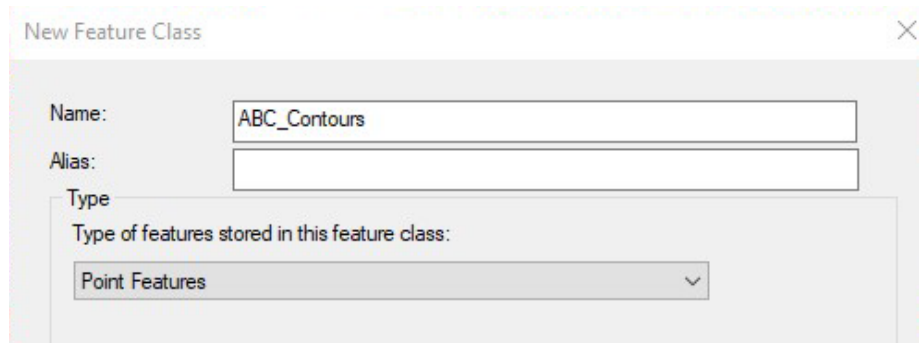 New Feature Class
Name:
ABC_Contours
Alias:
Type
Type of features stored in this feature class:
Point Features